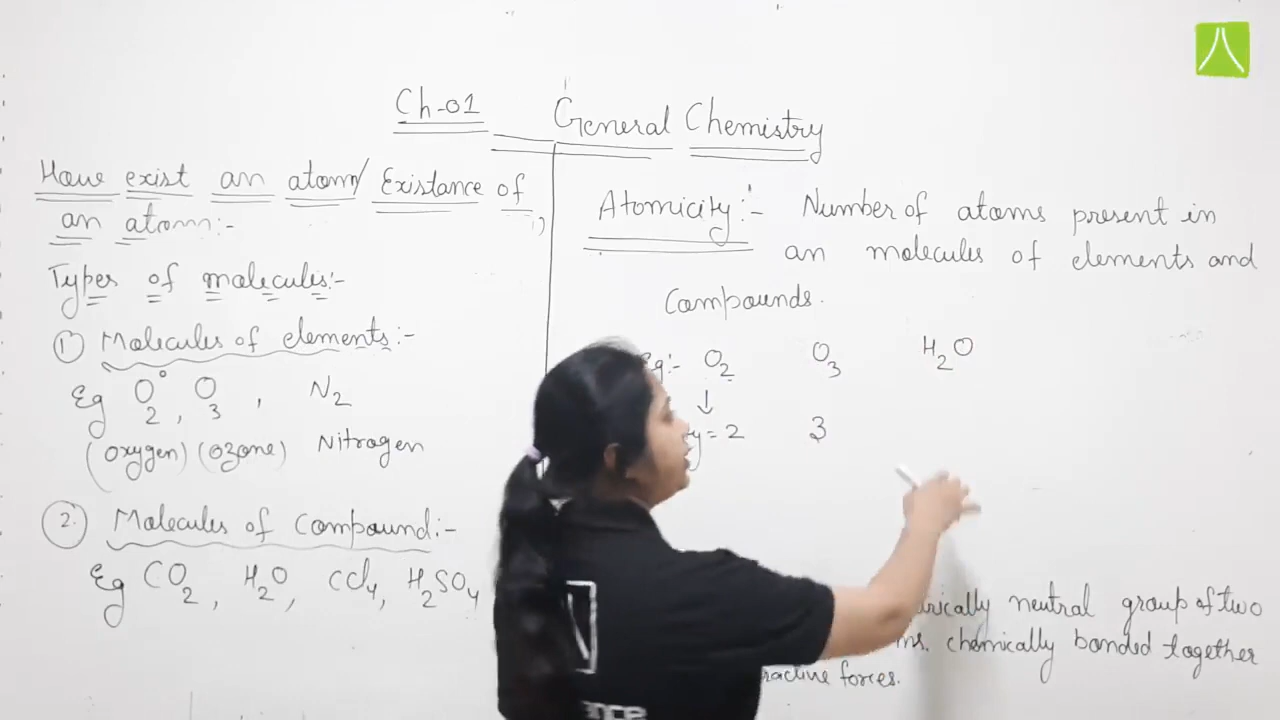 Ch-01 General Chemistry
How exist an atom/ Existance of
an atom:-
Types of molecules:-
1) Molecules of elements:-
Eg O2, O3, N2
(oxygen) (ozone) Nitrogen
2. Molecules of Compound:-
Eg CO2, H2O, CCl4, H2SO4
Atomicity:- Number of atoms present in
an molecules of elements and
Compounds.
Eg:- O2 O3 H2O
↓
= 2 3
neutral group of two
chemically bonded together
forces.